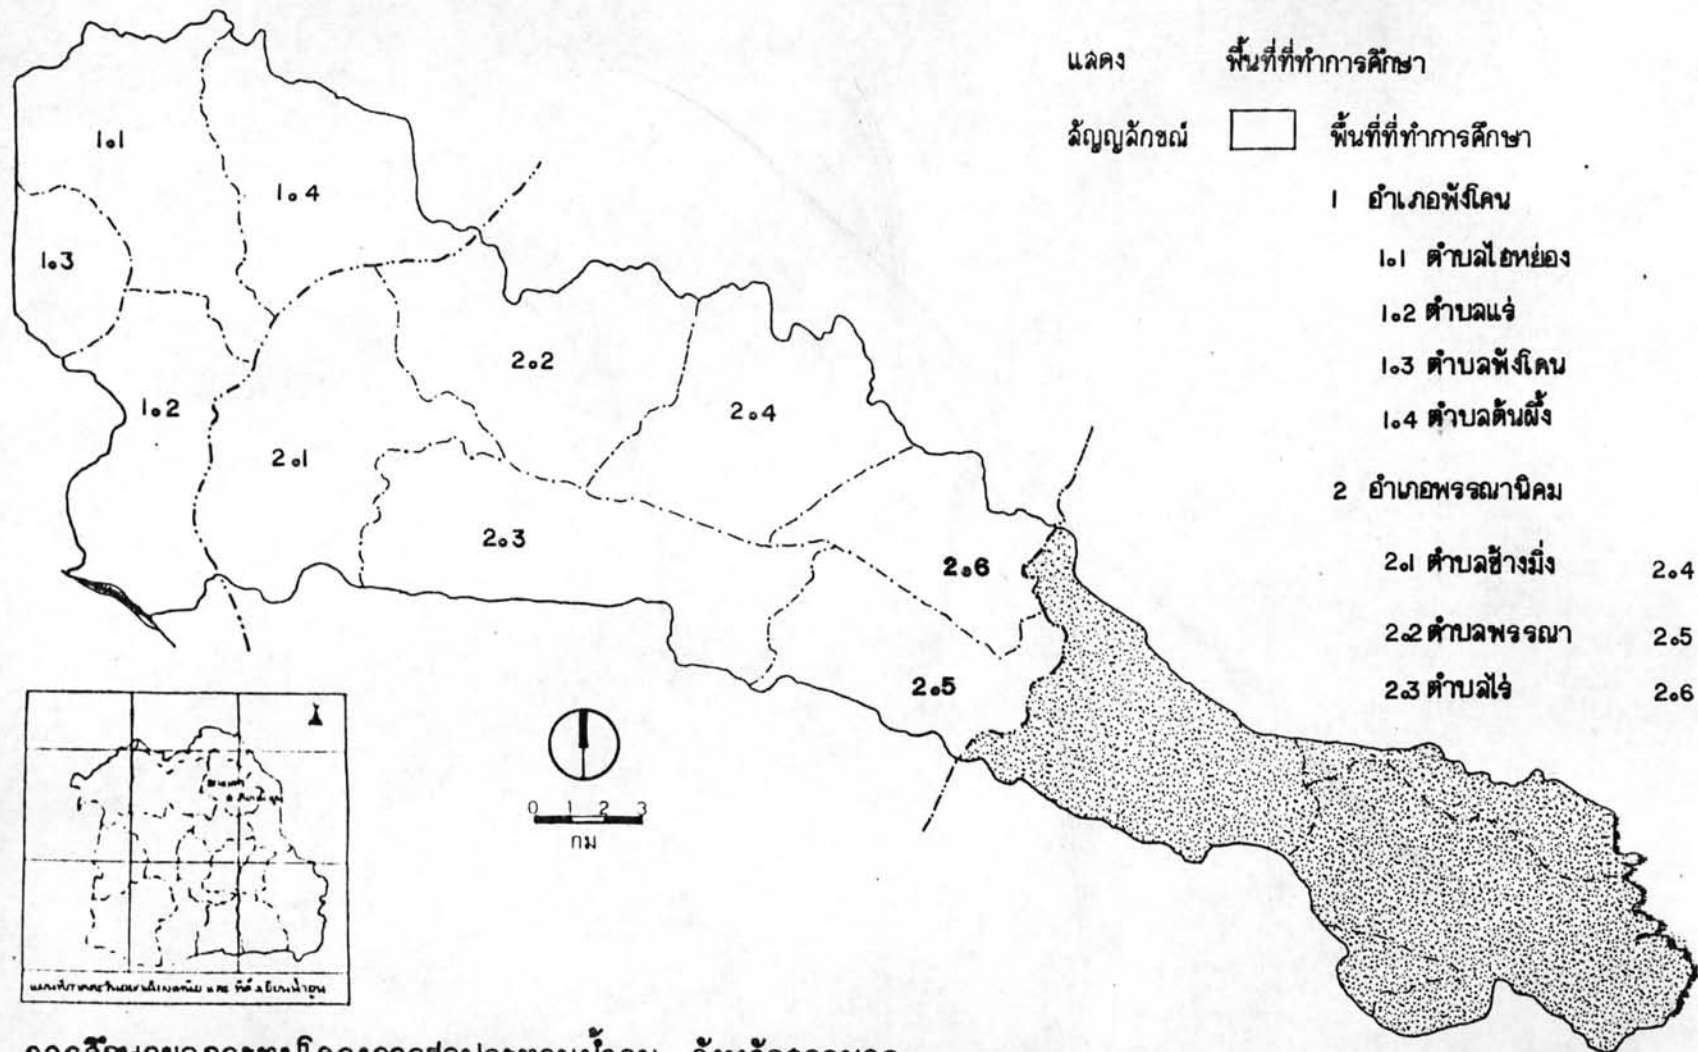 แสดง พื้นที่ที่ทำการศึกษา
สัญญลักษณ์ พื้นที่ที่ทำการศึกษา
1 อำเภอพังโคน
1.1 ตำบลไฮหย่อง
1.2 ตำบลแร่
1.3 ตำบลพังโคน
1.4 ตำบลต้นผึ้ง
2 อำเภอพรรณานิคม
2.1 ตำบลช้างมิ่ง 2.4
2.2 ตำบลพรรณา 2.5
2.3 ตำบลไร่ 2.6
1.1
1.4
1.3
1.2
2.2
2.4
2.1
2.3
2.6
2.5
0 1 2 3
กม